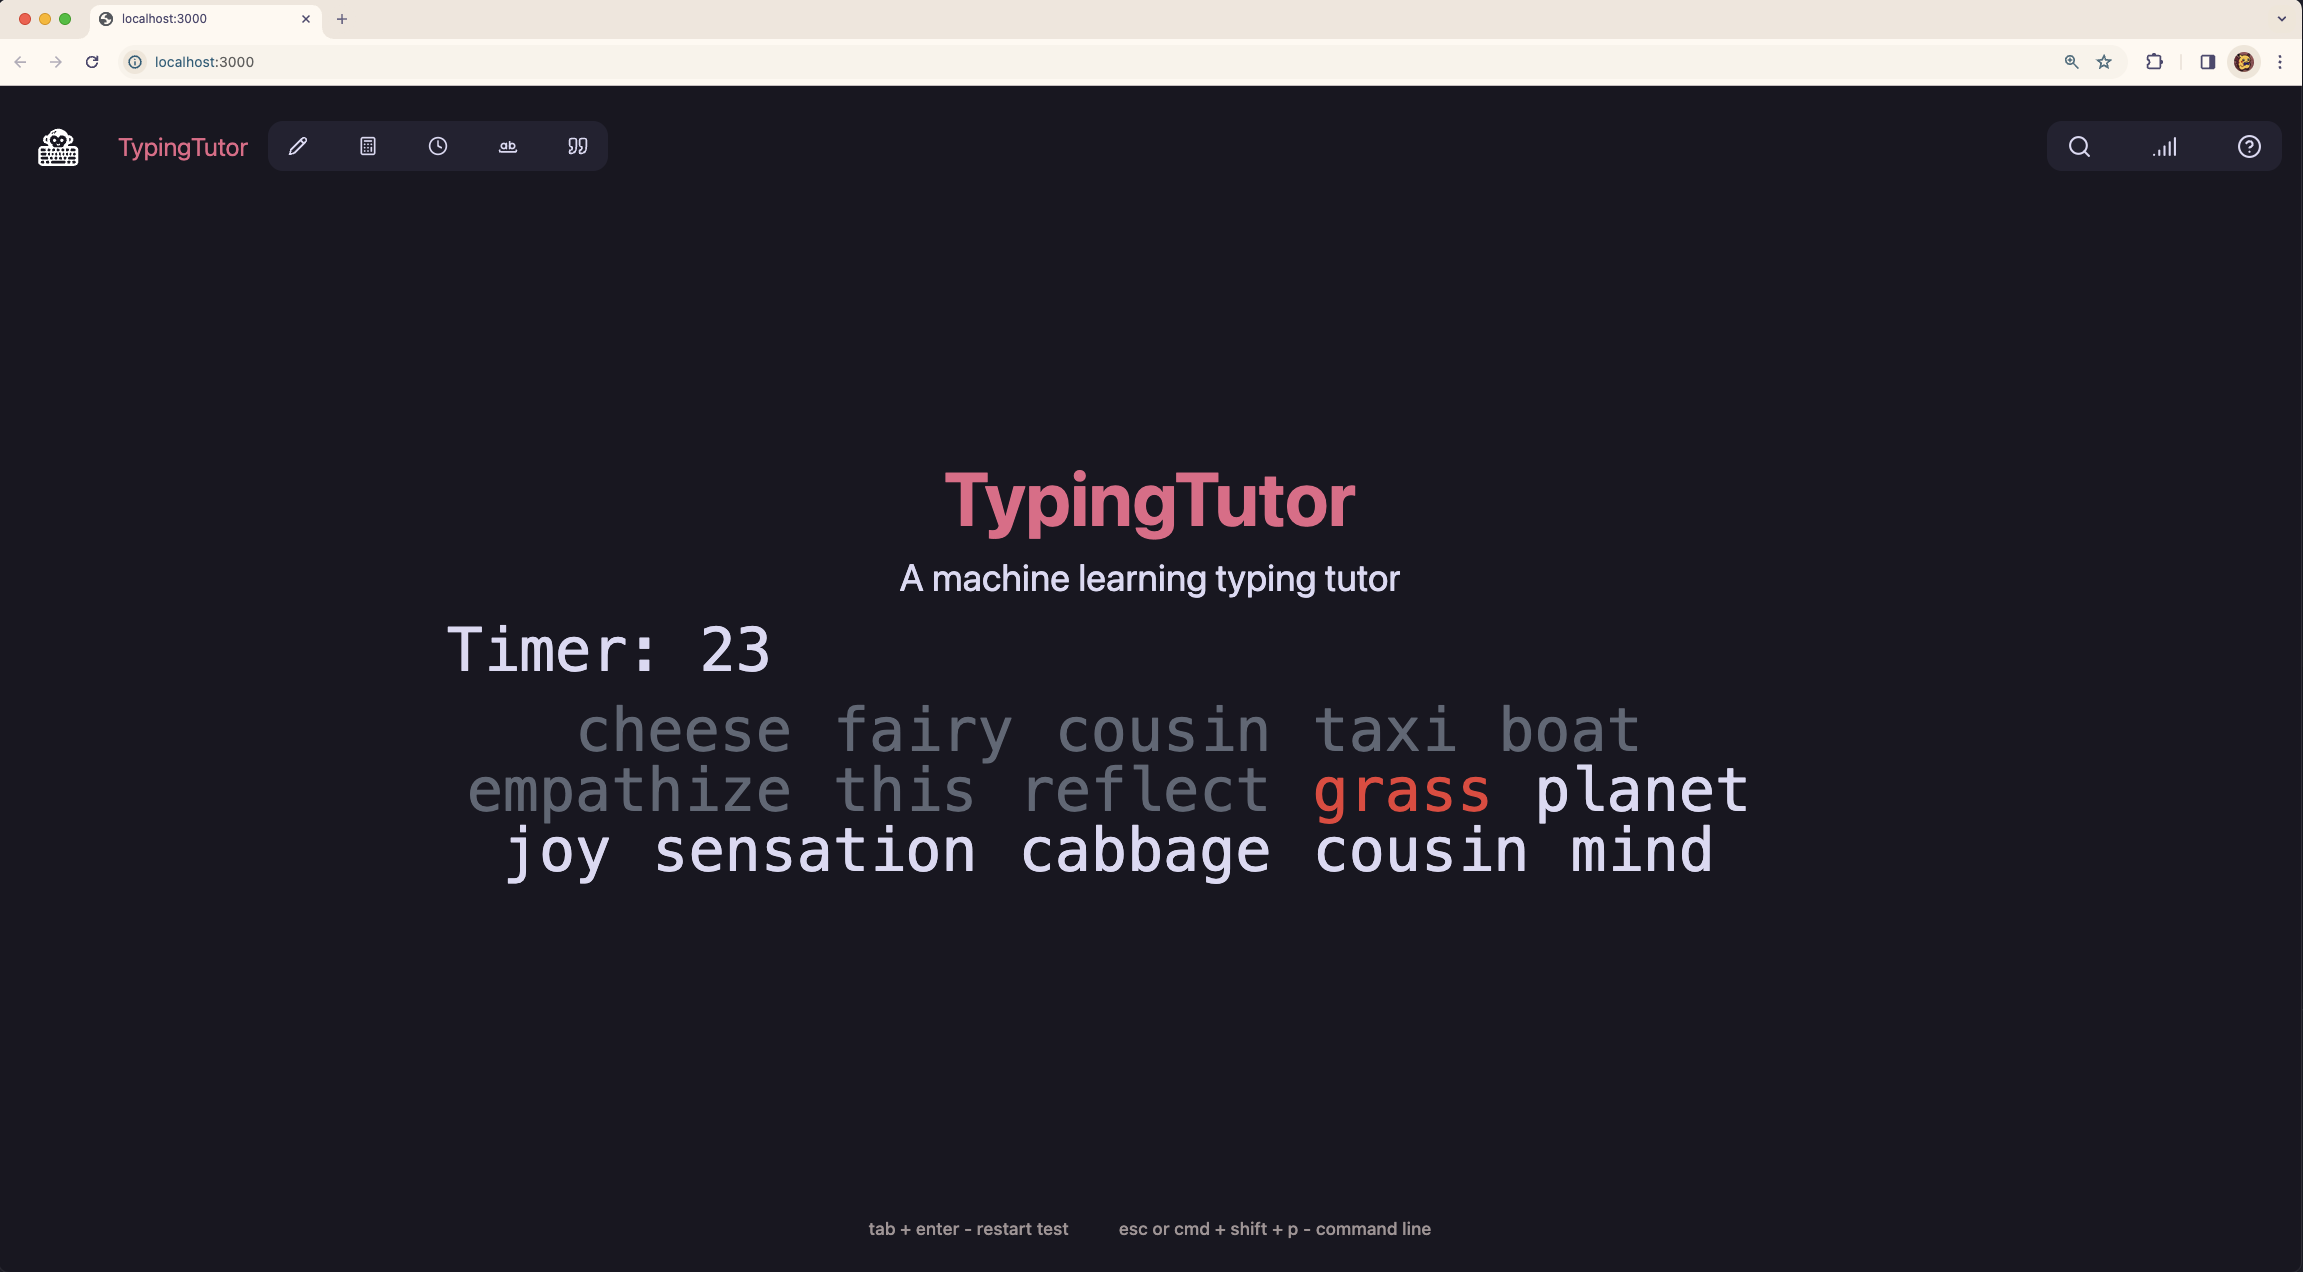 localhost:3000
localhost:3000
TypingTutor
ab
TypingTutor
A machine learning typing tutor
Timer: 23
cheese fairy cousin taxi boat
empathize this reflect grass planet
joy sensation cabbage cousin mind
tab + enter - restart test esc or cmd + shift + p - command line